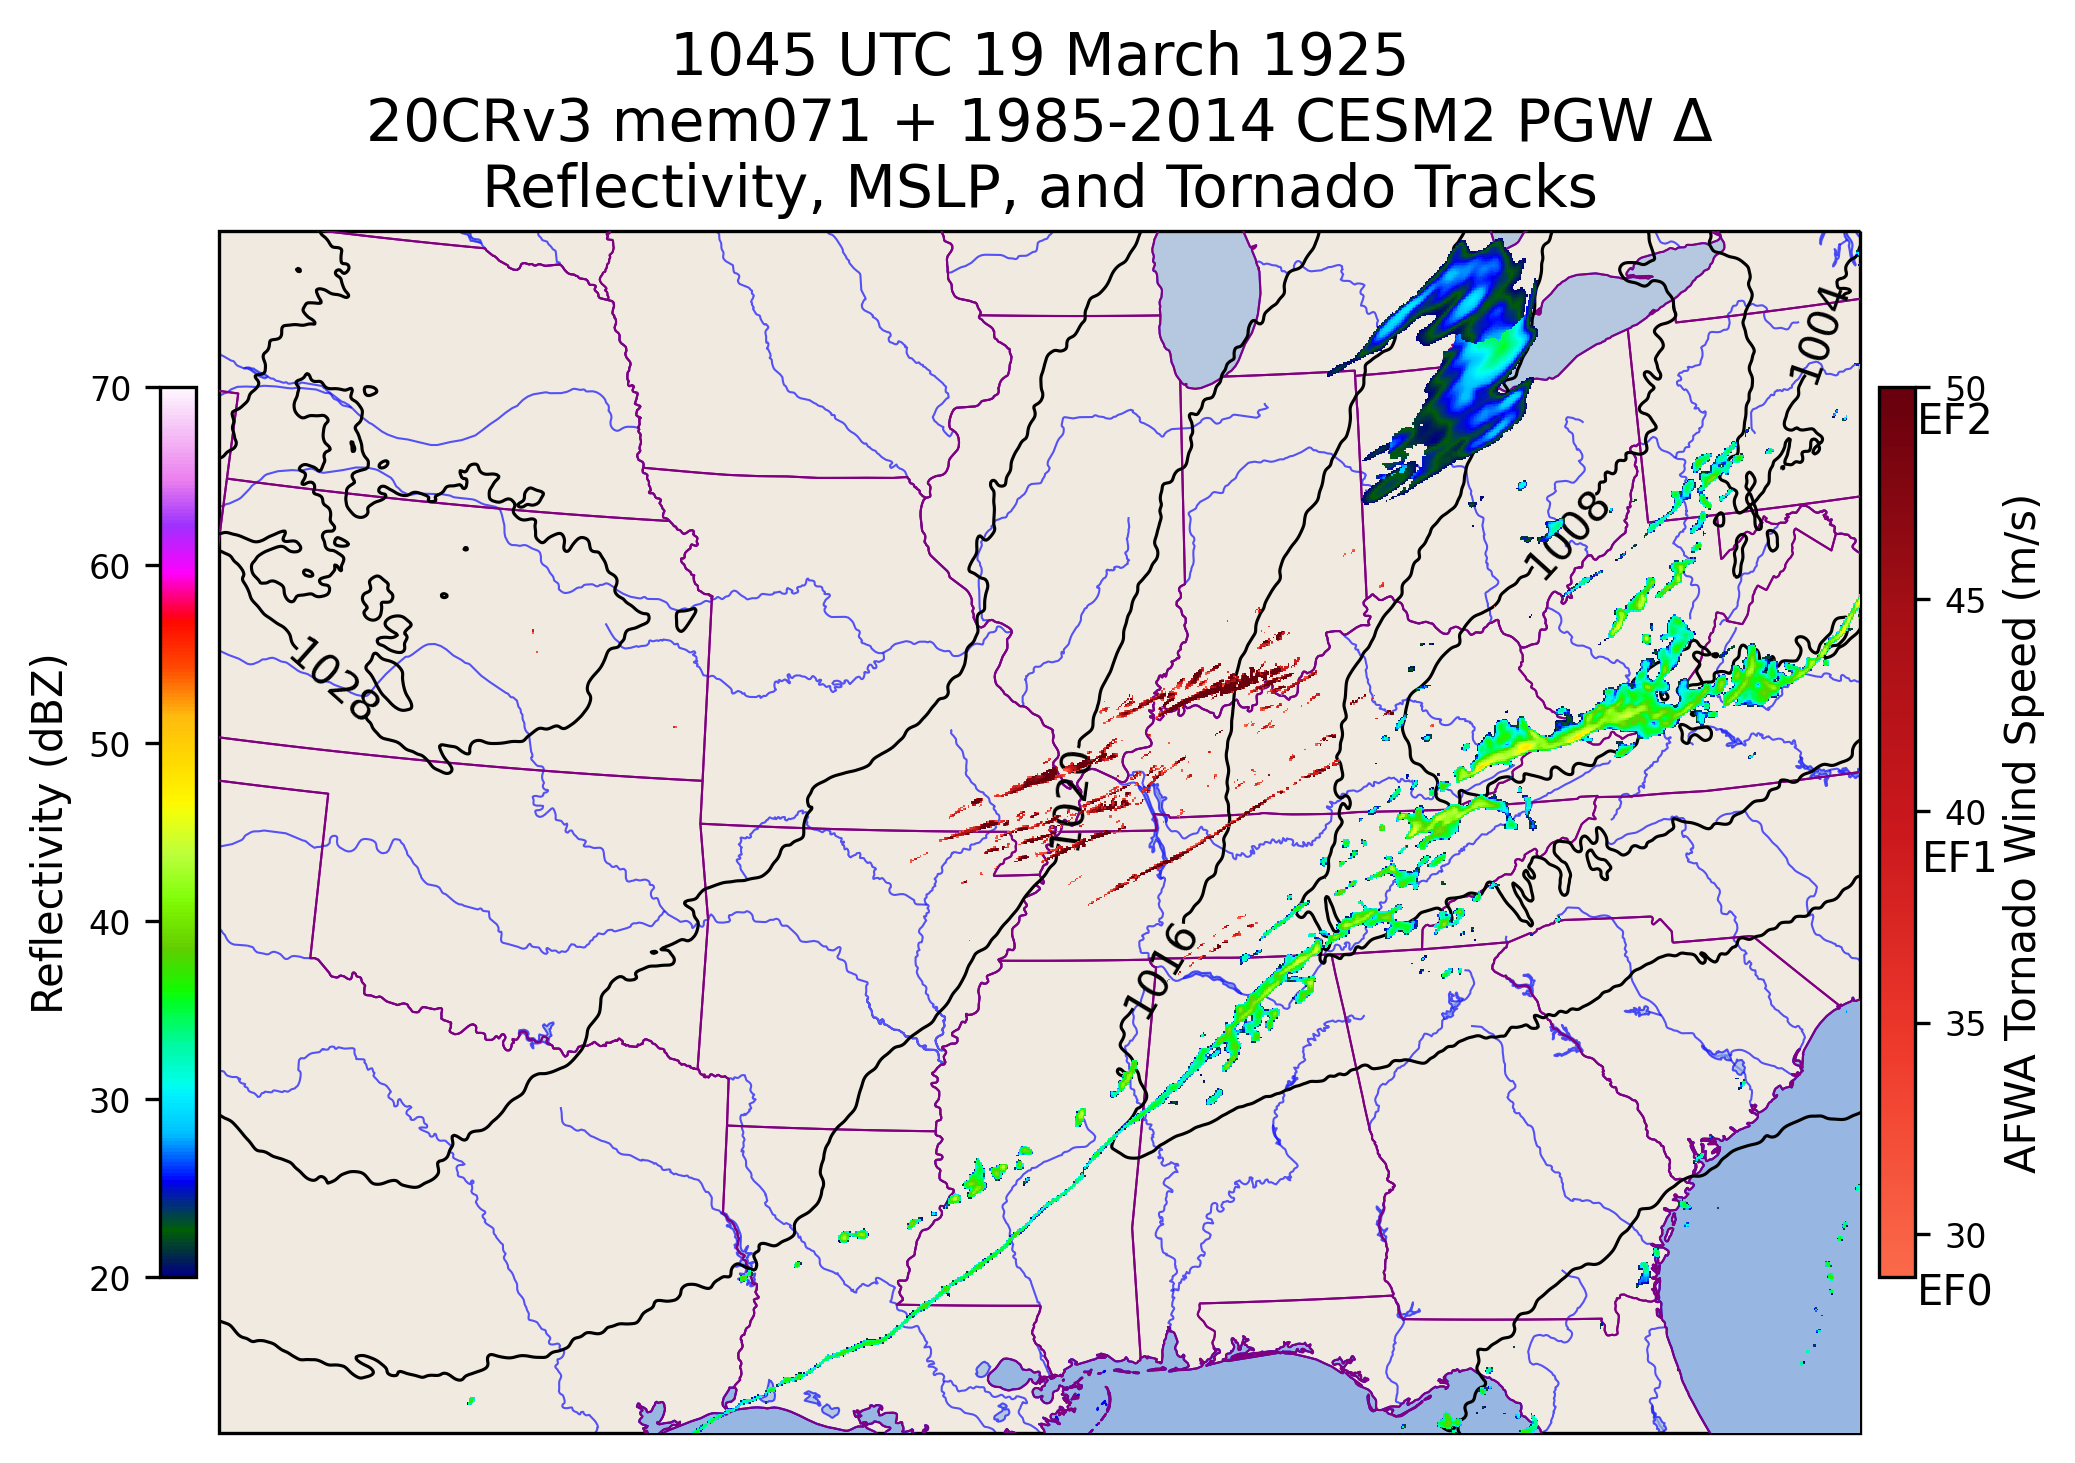 1045 UTC 19 March 1925
20CRv3 mem071 + 1985-2014 CESM2 PGW Δ
Reflectivity, MSLP, and Tornado Tracks
70
60
50
40
30
20
Reflectivity (dBZ)
1004
1008
1028
1020
1016
50
EF2
45
40
EF1
35
30
EF0
AFWA Tornado Wind Speed (m/s)